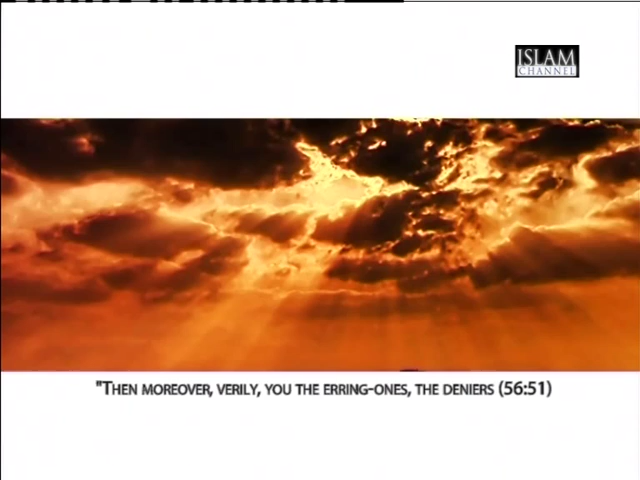 ISLAM
CHANNEL
"Then moreover, verily, you the erring-ones, the deniers (56:51)